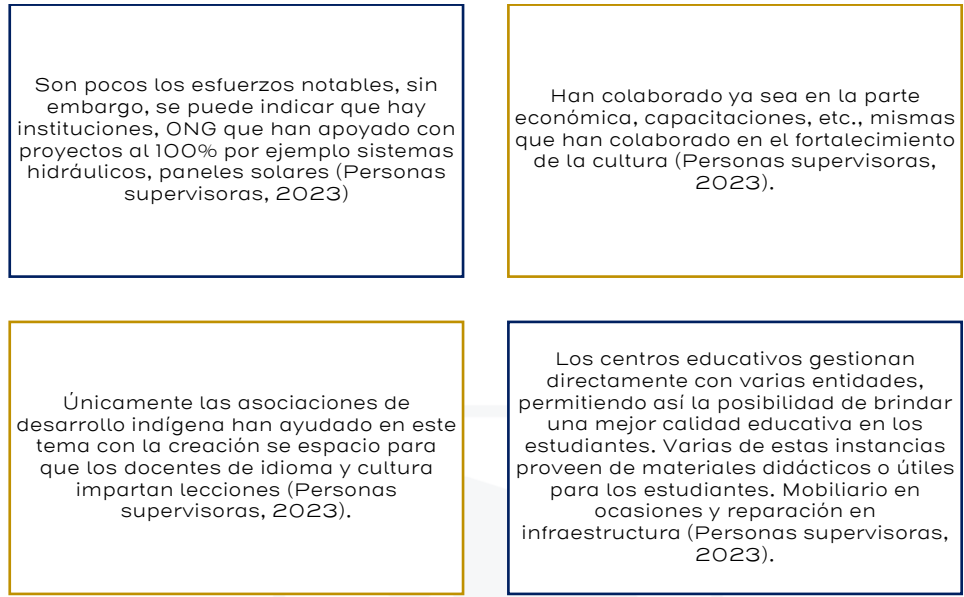 Son pocos los esfuerzos notables, sin
embargo, se puede indicar que hay
instituciones, ONG que han apoyado con
proyectos al 100% por ejemplo sistemas
hidráulicos, paneles solares (Personas
supervisoras, 2023)
Han colaborado ya sea en la parte
económica, capacitaciones, etc., mismas
que han colaborado en el fortalecimiento
de la cultura (Personas supervisoras,
2023).
Únicamente las asociaciones de
desarrollo indígena han ayudado en este
tema con la creación se espacio para
que los docentes de idioma y cultura
impartan lecciones (Personas
supervisoras, 2023).
Los centros educativos gestionan
directamente con varias entidades,
permitiendo así la posibilidad de brindar
una mejor calidad educativa en los
estudiantes. Varias de estas instancias
proveen de materiales didácticos o útiles
para los estudiantes. Mobiliario en
ocasiones y reparación en
infraestructura (Personas supervisoras,
2023).